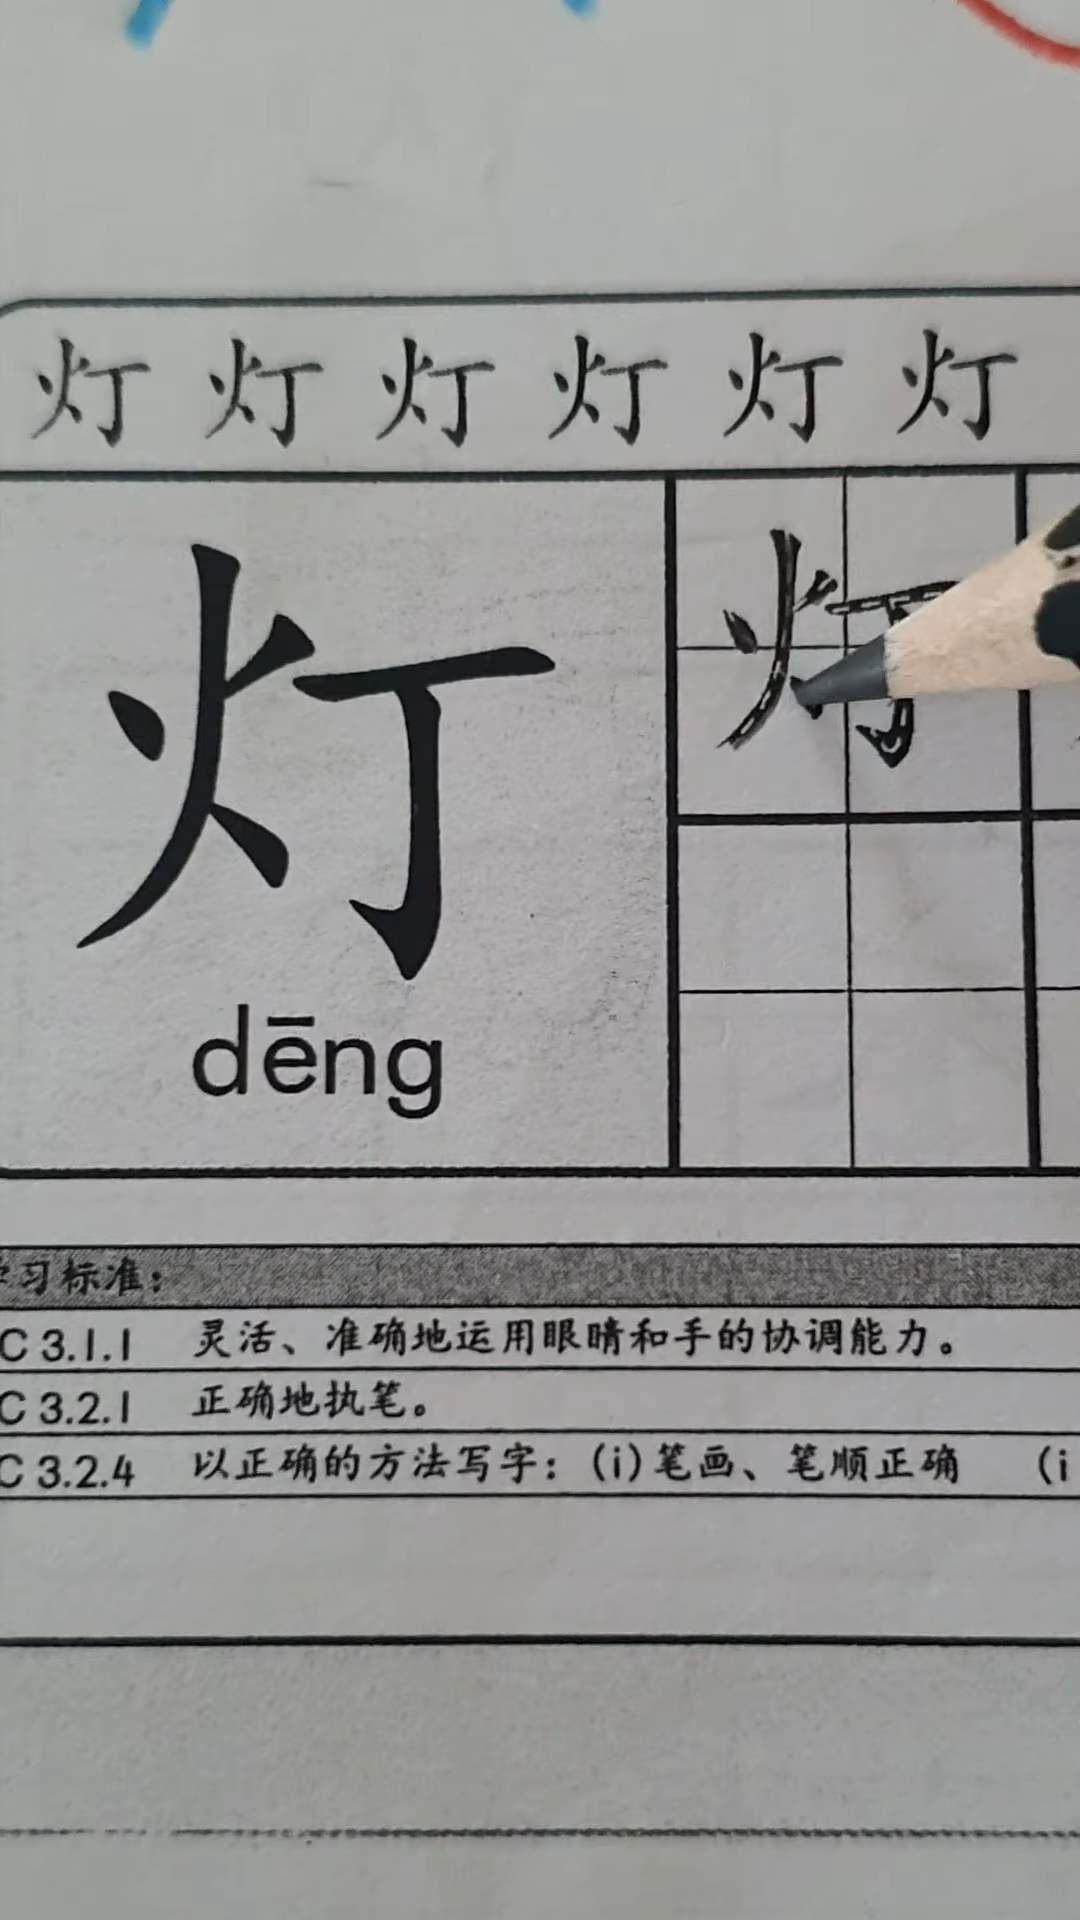 灯 灯 灯 灯 灯 灯
灯 灯
dēng
学习标准：
C 3.1.1 灵活、准确地运用眼睛和手的协调能力。
C 3.2.1 正确地执笔。
C 3.2.4 以正确的方法写字：(i)笔画、笔顺正确 (i